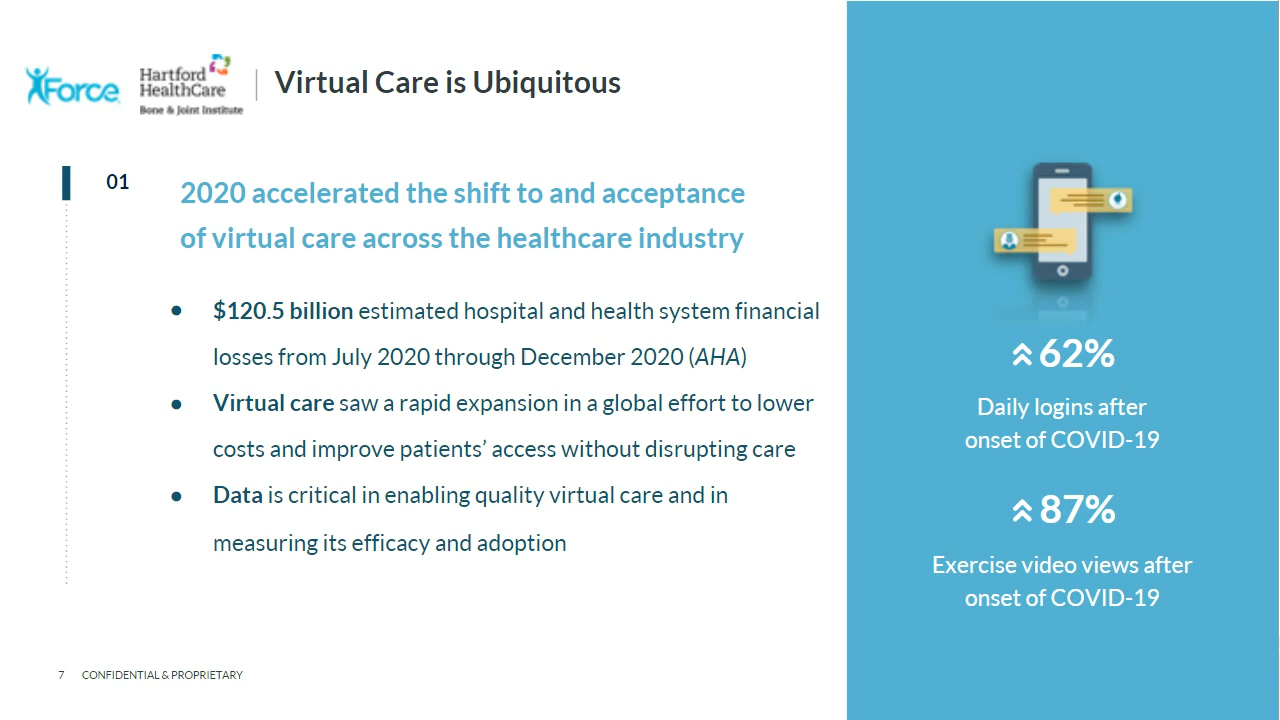 Force
Hartford
HealthCare
Bone & Joint Institute
Virtual Care is Ubiquitous
01
2020 accelerated the shift to and acceptance
of virtual care across the healthcare industry
● $120.5 billion estimated hospital and health system financial
losses from July 2020 through December 2020 (AHA)
● Virtual care saw a rapid expansion in a global effort to lower
costs and improve patients’ access without disrupting care
● Data is critical in enabling quality virtual care and in
measuring its efficacy and adoption
62%
Daily logins after
onset of COVID-19
87%
Exercise video views after
onset of COVID-19
7 CONFIDENTIAL & PROPRIETARY